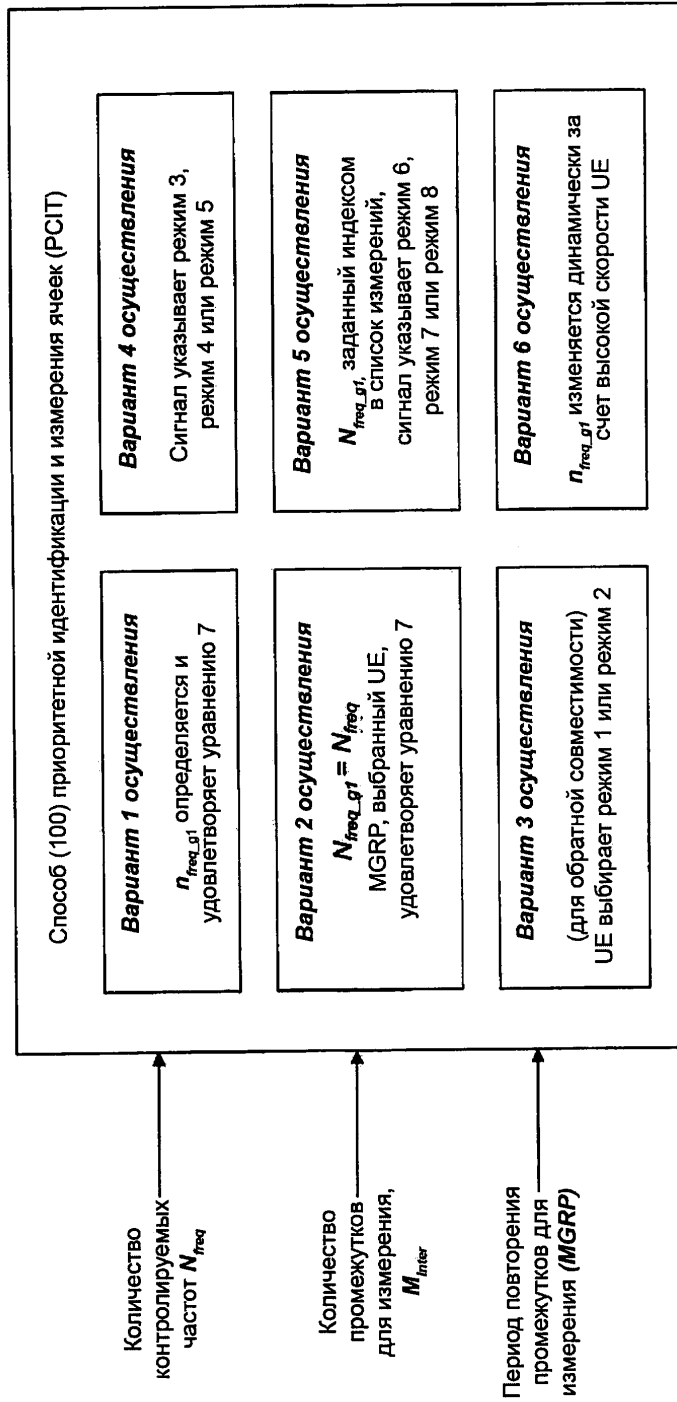 Способ (100) приоритетной идентификации и измерения ячеек (PCIT)
Количество
контролируемых
частот N_freq
Количество
промежутков
для измерения,
M_Inter
Период повторения
промежутков для
измерения (MGRP)
Вариант 1 осуществления
n_freq_g1 определяется и
удовлетворяет уравнению 7
Вариант 2 осуществления
N_freq_g1 = N_freq
MGRP, выбранный UE,
удовлетворяет уравнению 7
Вариант 3 осуществления
(для обратной совместимости)
UE выбирает режим 1 или режим 2
Вариант 4 осуществления
Сигнал указывает режим 3,
режим 4 или режим 5
Вариант 5 осуществления
N_freq_g1, заданный индексом
в список измерений,
сигнал указывает режим 6,
режим 7 или режим 8
Вариант 6 осуществления
n_freq_g1 изменяется динамически за
счет высокой скорости UE